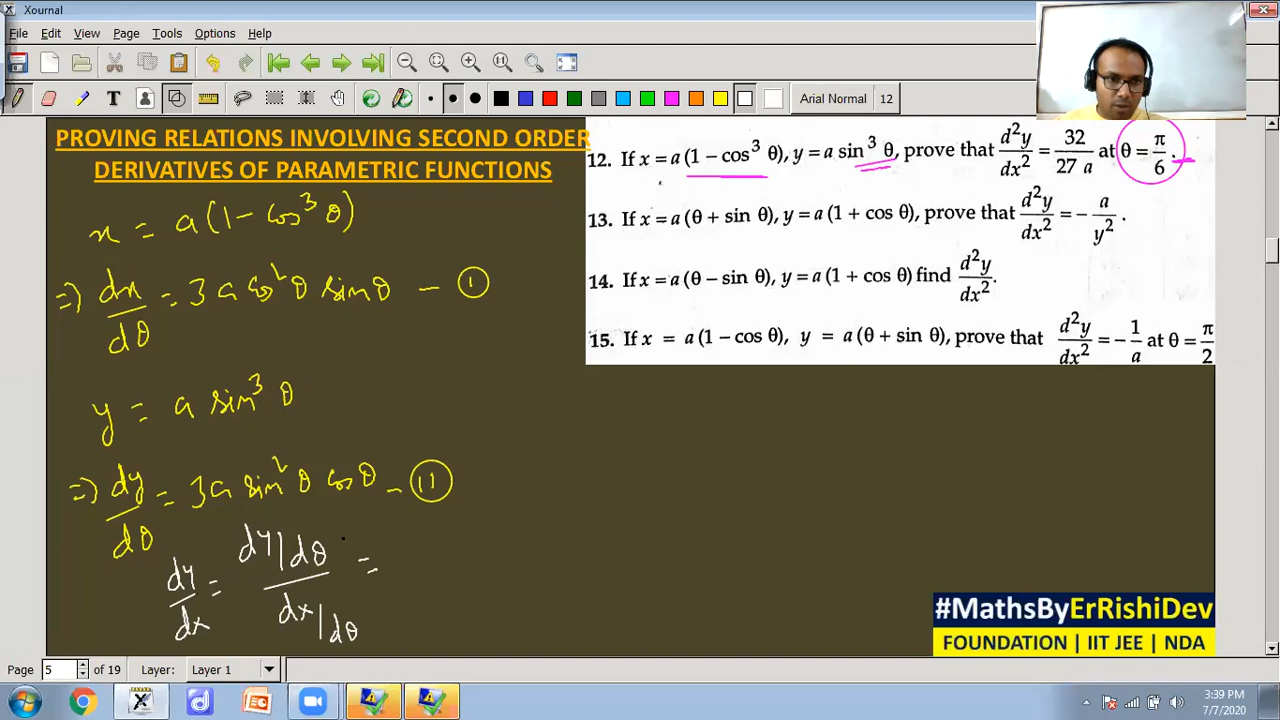 Xournal
File Edit View Page Tools Options Help
Arial Normal 12
PROVING RELATIONS INVOLVING SECOND ORDER
DERIVATIVES OF PARAMETRIC FUNCTIONS
x = a(1 - cos³ θ)
=) dx/dθ = 3 a cos² θ sin θ - ①
y = a sin³ θ
=) dy/dθ = 3a sin² θ cos θ - ⑪
dy/dx = dy/dθ / dx/dθ =
12. If x = a (1 − cos³ θ), y = a sin³ θ, prove that d²y/dx² = 32/27 a at θ = π/6 .
13. If x = a (θ + sin θ), y = a (1 + cos θ), prove that d²y/dx² = − a/y² .
14. If x = a (θ − sin θ), y = a (1 + cos θ) find d²y/dx².
15. If x = a (1 − cos θ), y = a (θ + sin θ), prove that d²y/dx² = − 1/a at θ = π/2
#MathsByErRishiDev
FOUNDATION | IIT JEE | NDA
Page 5 of 19 Layer: Layer 1
3:39 PM
7/7/2020